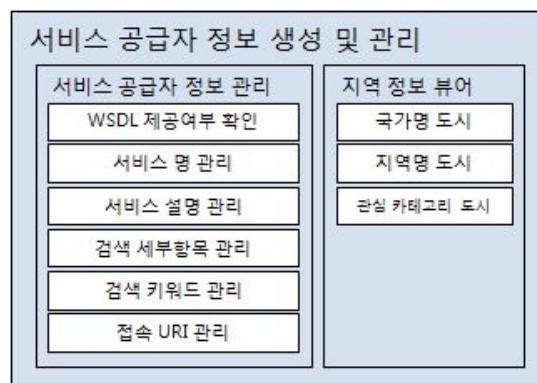 서비스 공급자 정보 생성 및 관리
서비스 공급자 정보 관리
WSDL 제공여부 확인
서비스 명 관리
서비스 설명 관리
검색 세부항목 관리
검색 키워드 관리
접속 URI 관리
지역 정보 뷰어
국가명 도시
지역명 도시
관심 카테고리 도시